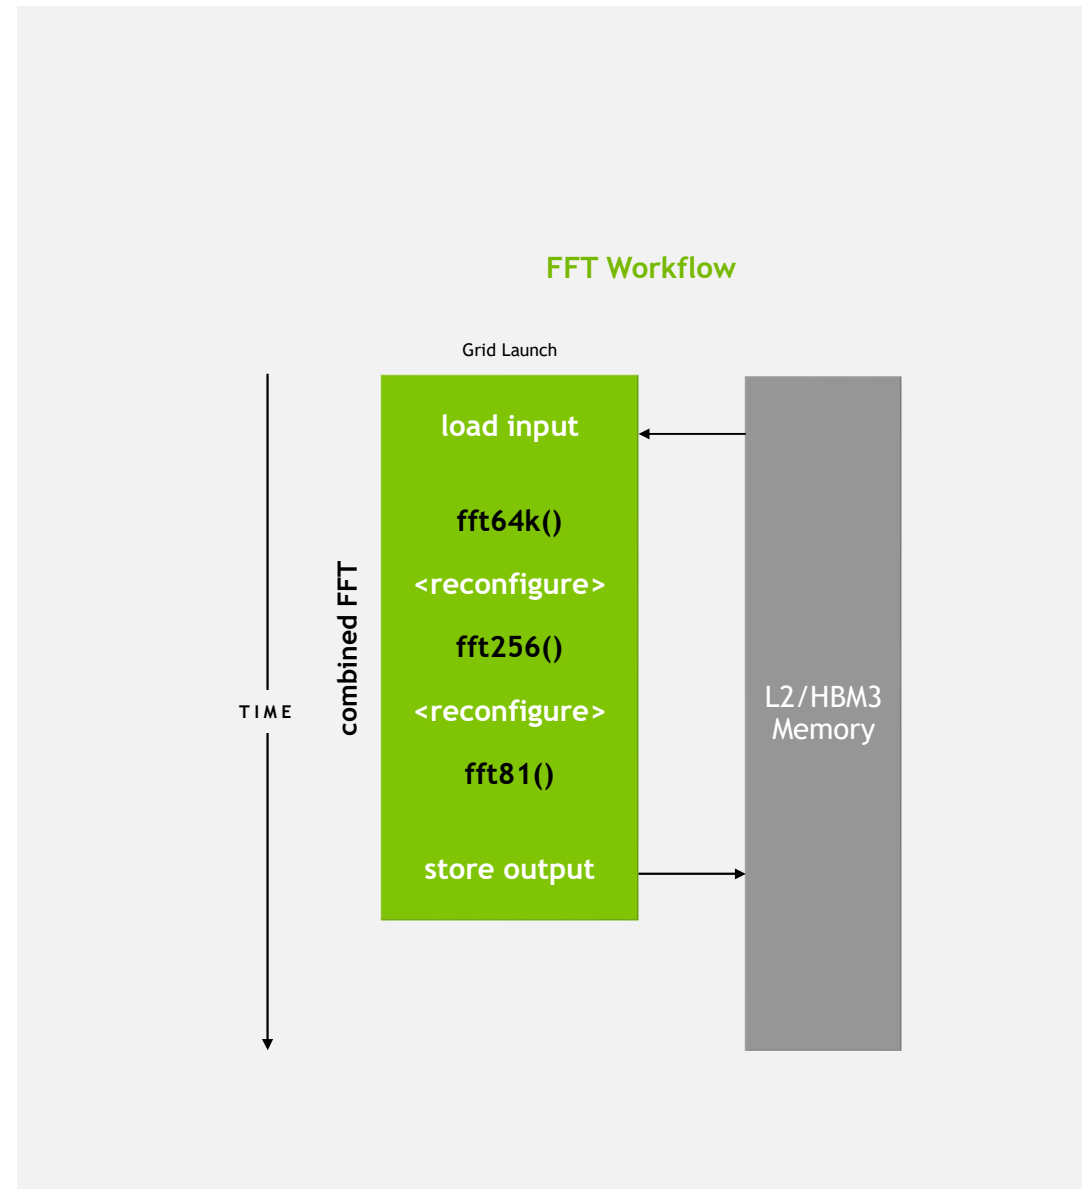 FFT Workflow
Grid Launch
load input
fft64k()
<reconfigure>
fft256()
<reconfigure>
fft81()
store output
combined FFT
TIME
L2/HBM3
Memory